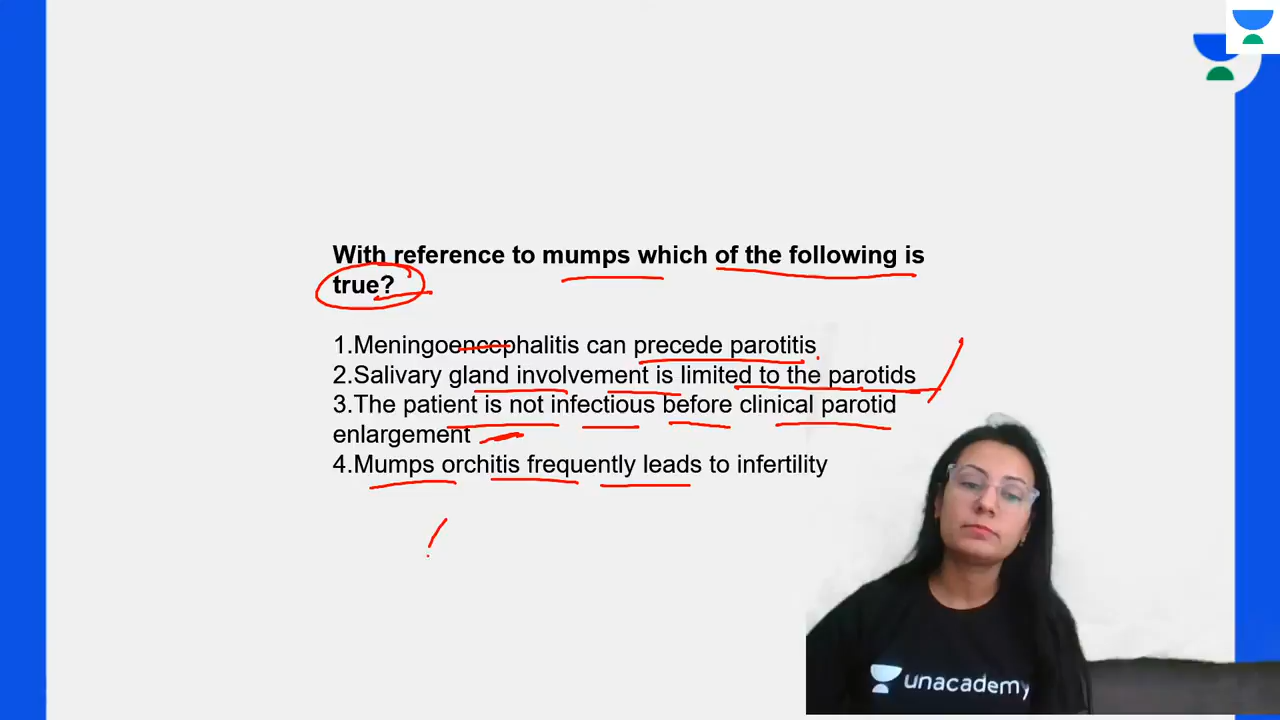 With reference to mumps which of the following is
true?
1.Meningoencephalitis can precede parotitis.
2.Salivary gland involvement is limited to the parotids
3.The patient is not infectious before clinical parotid
enlargement
4.Mumps orchitis frequently leads to infertility
unacademy